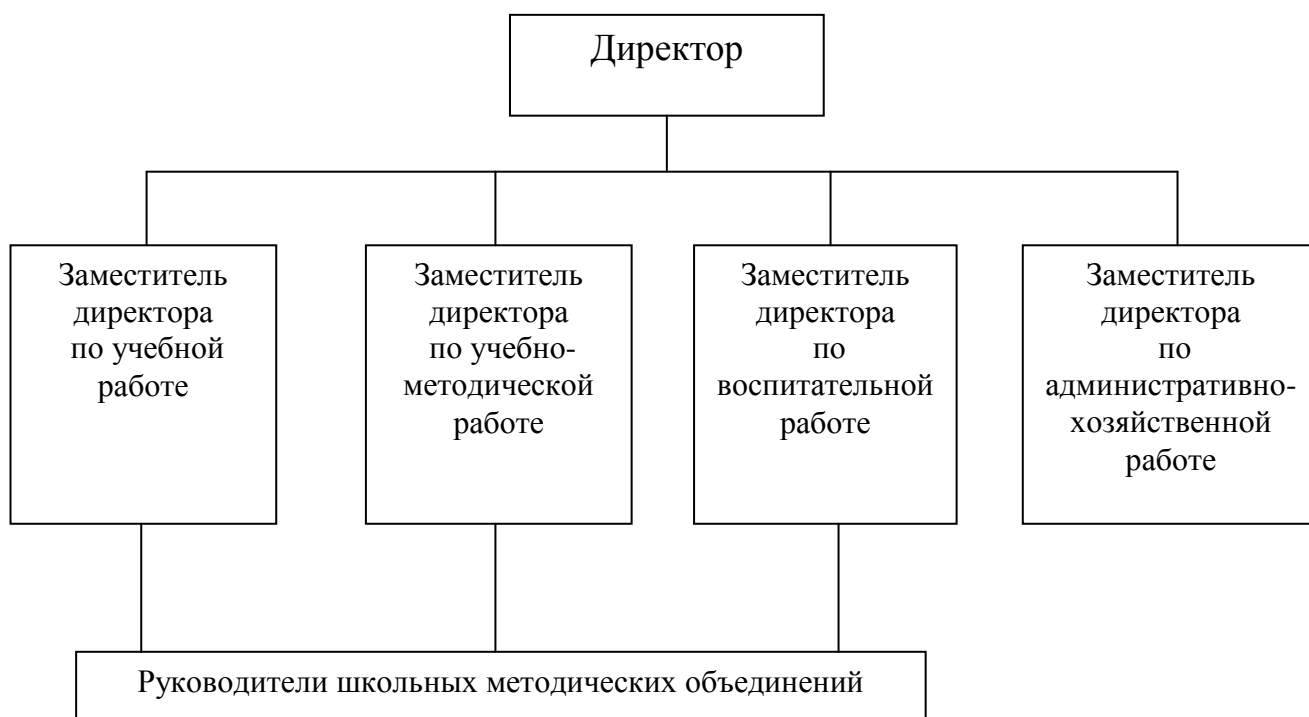 Директор
Заместитель
директора
по учебной
работе
Заместитель
директора
по учебно-
методической
работе
Заместитель
директора
по
воспитательной
работе
Заместитель
директора
по
административно-
хозяйственной
работе
Руководители школьных методических объединений